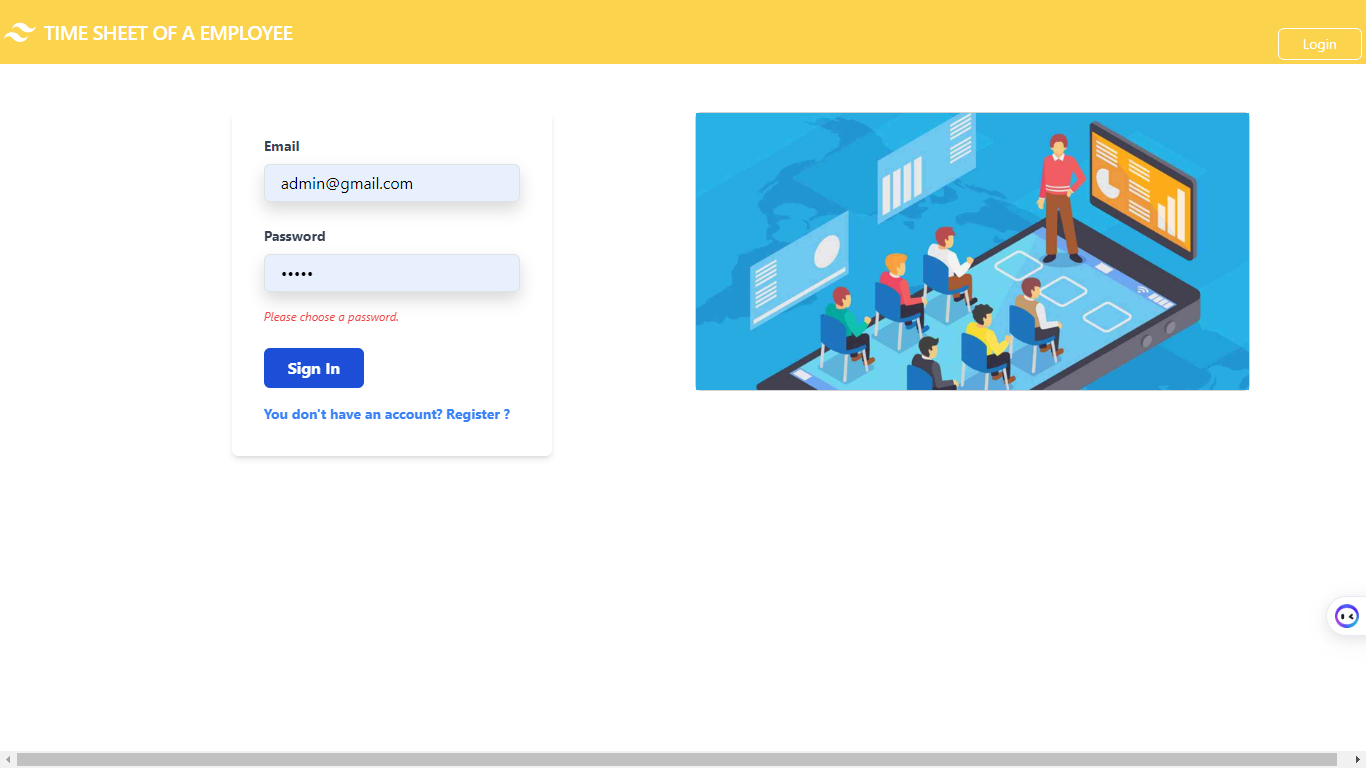 TIME SHEET OF A EMPLOYEE
Login
Email
admin@gmail.com
Password
•••••
Please choose a password.
Sign In
You don't have an account? Register ?